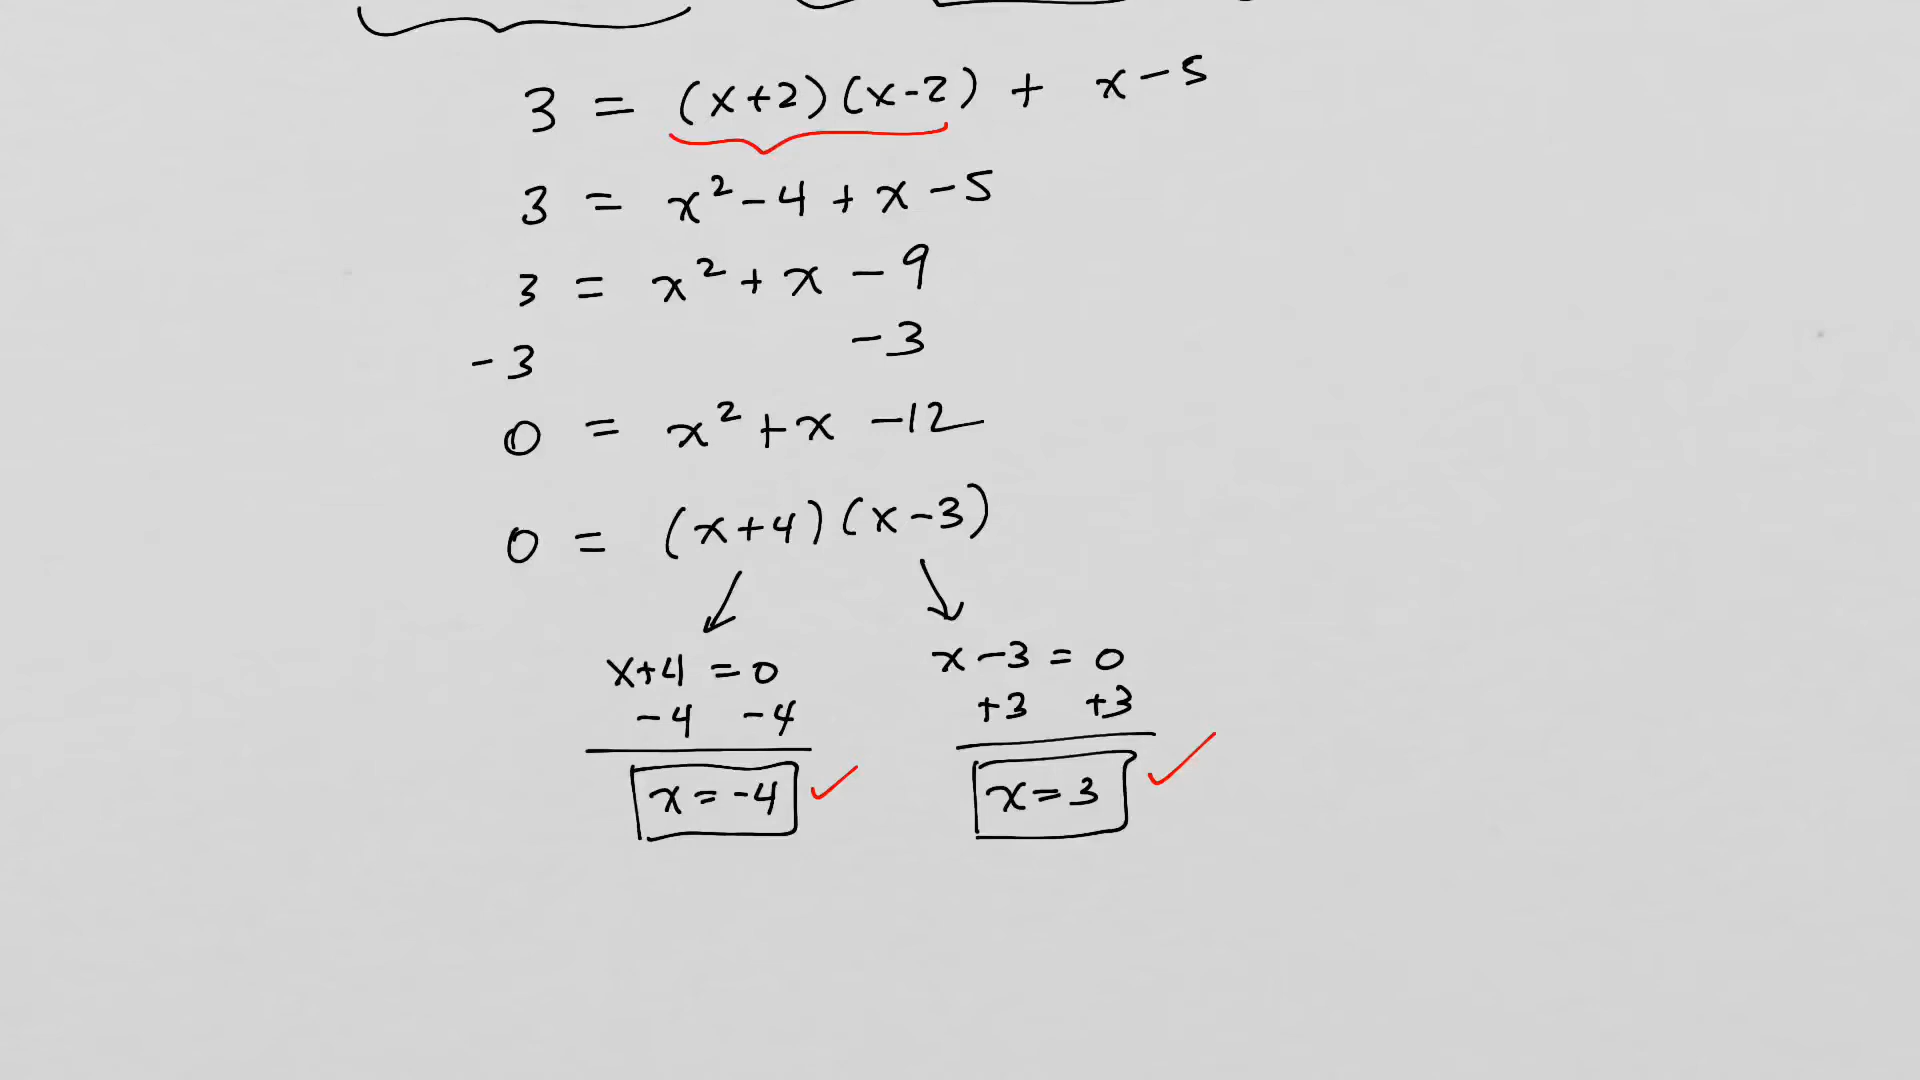 3 = (x+2)(x-2) + x-5
3 = x²-4+x-5
3 = x²+x-9
-3 -3
0 = x²+x-12
0 = (x+4)(x-3)
x+4=0 x-3=0
-4 -4 +3 +3
x=-4 x=3